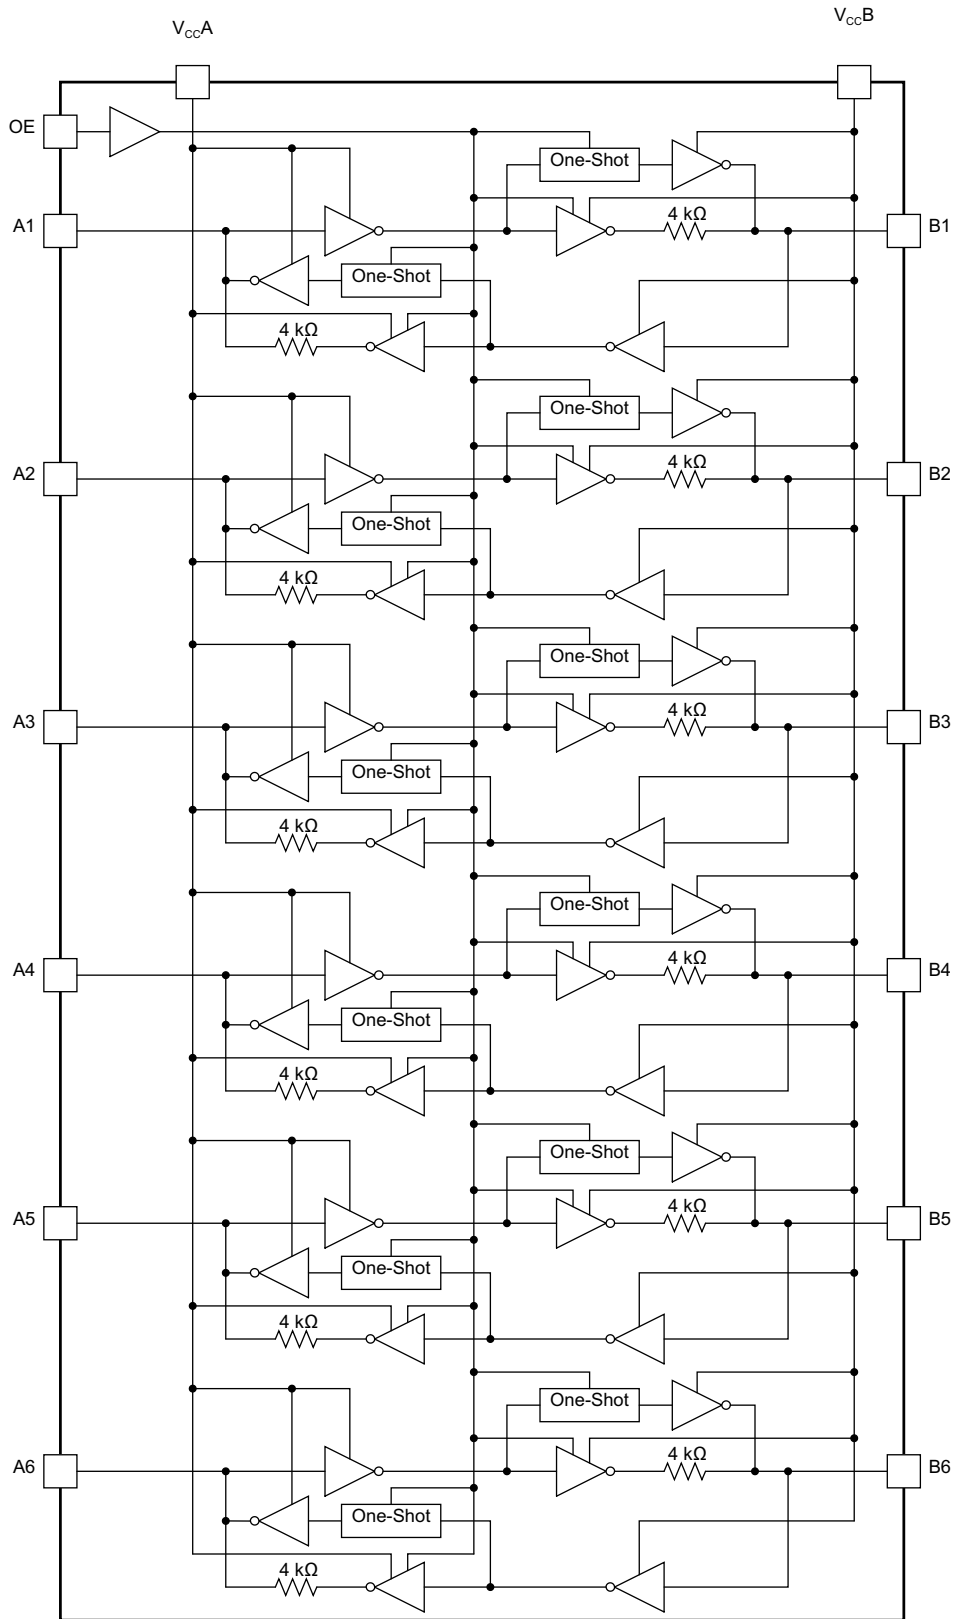 VCCA
VCCB
OE
One-Shot
A1
4 kΩ
B1
One-Shot
4 kΩ
One-Shot
A2
4 kΩ
B2
One-Shot
4 kΩ
One-Shot
A3
4 kΩ
B3
One-Shot
4 kΩ
One-Shot
A4
4 kΩ
B4
One-Shot
4 kΩ
One-Shot
A5
4 kΩ
B5
One-Shot
4 kΩ
One-Shot
A6
4 kΩ
B6
One-Shot
4 kΩ